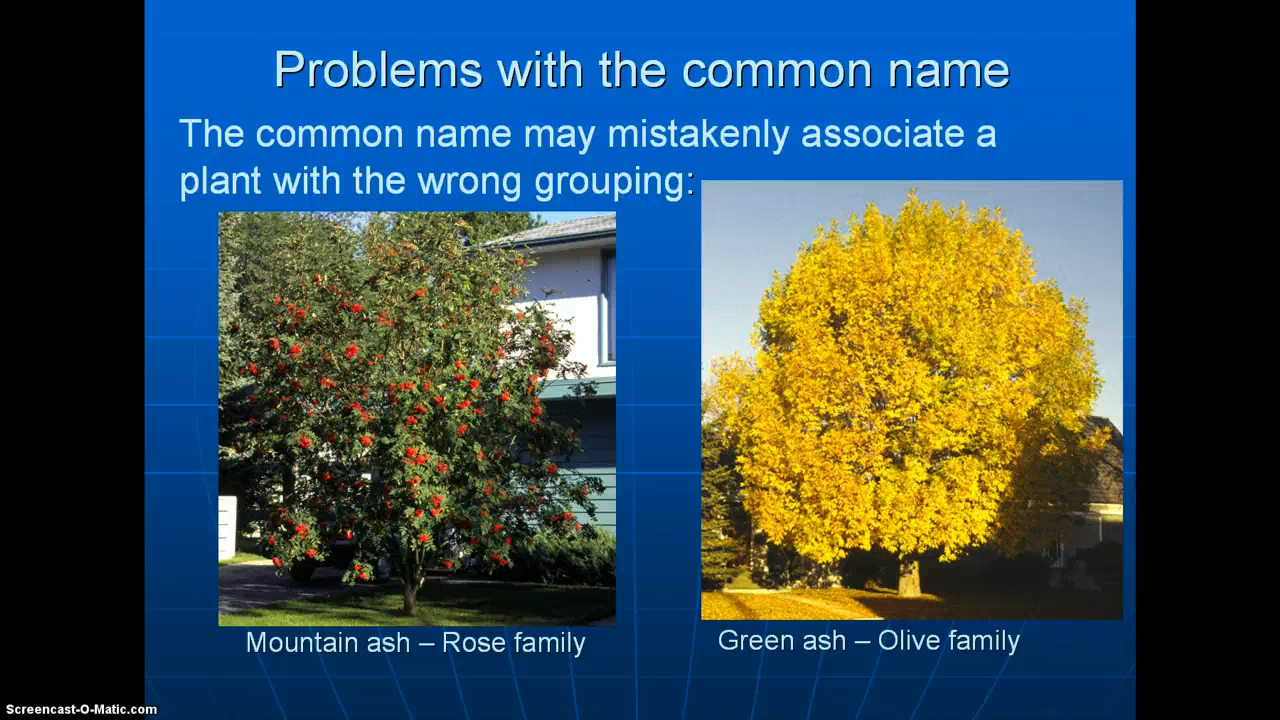 Problems with the common name
The common name may mistakenly associate a
plant with the wrong grouping:
Mountain ash – Rose family
Green ash – Olive family
Screencast-O-Matic.com